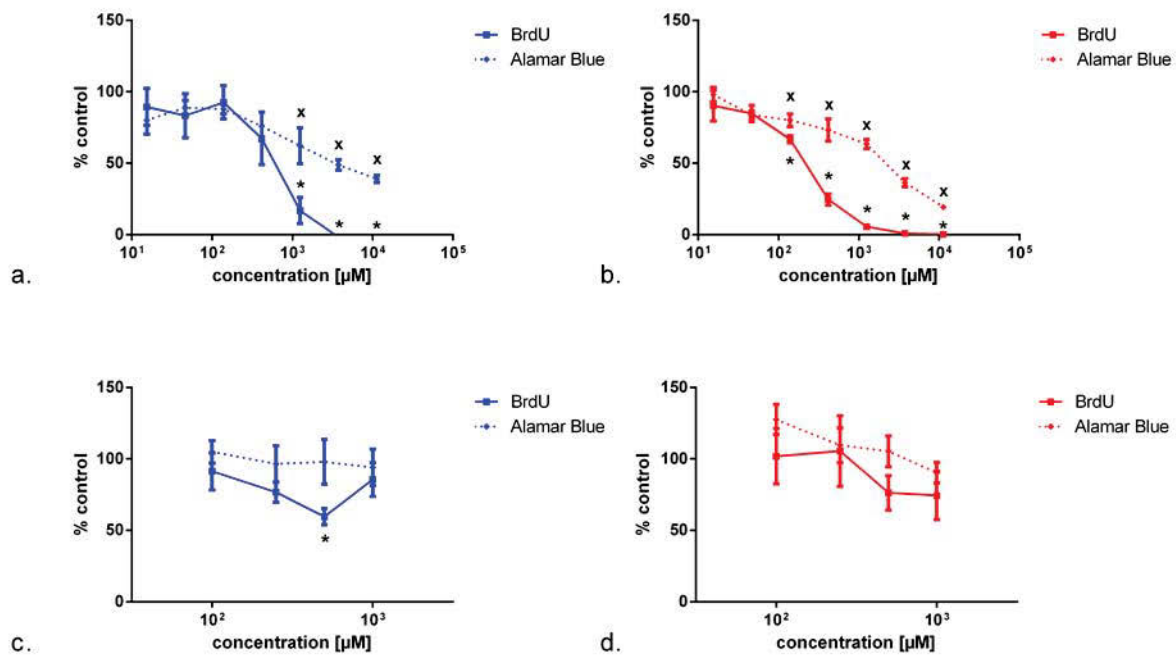 150
100
50
0
% control
10¹ 10² 10³ 10⁴ 10⁵
concentration [µM]
BrdU
Alamar Blue
x x x
* * *
a.
150
100
50
0
% control
10¹ 10² 10³ 10⁴ 10⁵
concentration [µM]
BrdU
Alamar Blue
x x x x x
* * * * *
b.
150
100
50
0
% control
10² 10³
concentration [µM]
BrdU
Alamar Blue
*
c.
150
100
50
0
% control
10² 10³
concentration [µM]
BrdU
Alamar Blue
d.